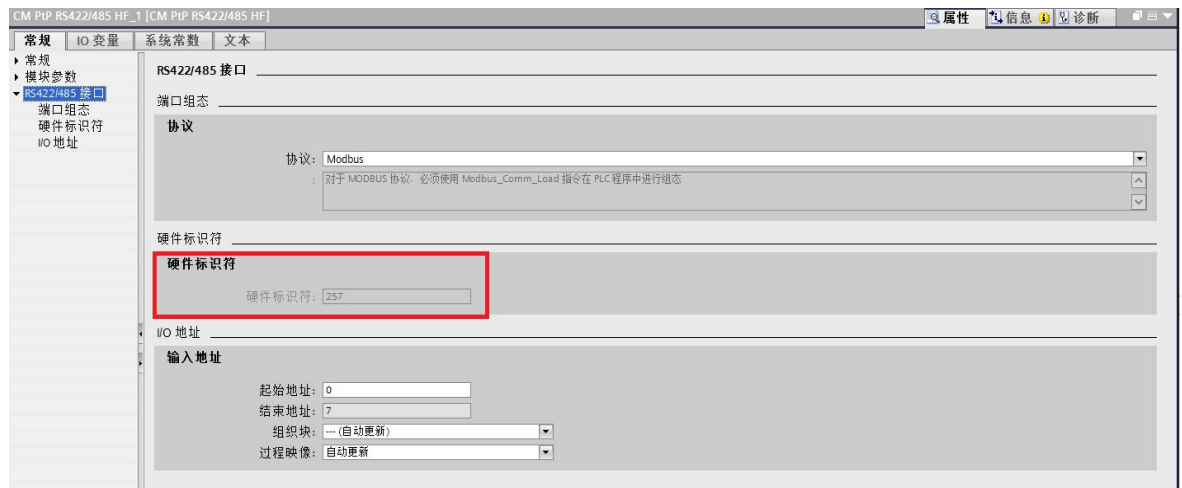 CM PtP RS422/485 HF_1 [CM PtP RS422/485 HF]
属性 信息 诊断
常规 IO 变量 系统常数 文本
常规
模块参数
RS422/485 接口
端口组态
硬件标识符
I/O 地址
RS422/485 接口
端口组态
协议
协议: Modbus
: 对于 MODBUS 协议，必须使用 Modbus_Comm_Load 指令在 PLC 程序中进行组态
硬件标识符
硬件标识符
硬件标识符: 257
I/O 地址
输入地址
起始地址: 0
结束地址: 7
组织块: --- (自动更新)
过程映像: 自动更新